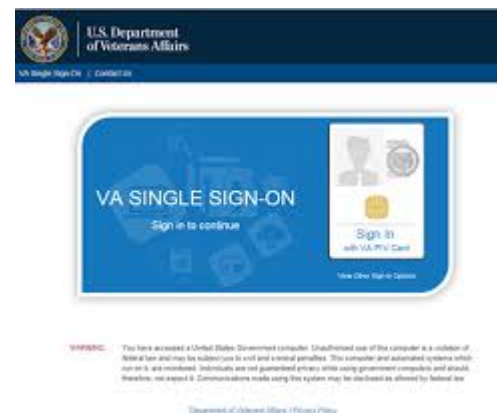 U.S. Department
of Veterans Affairs
VA Single Sign-On | Contact Us
VA SINGLE SIGN-ON
Sign in to continue
Sign In
with VA PIV Card
View Other Sign-in Options
WARNING: You have accessed a United States Government computer. Unauthorized use of this computer is a violation of
federal law and may be subject you to civil and criminal penalties. This computer and automated systems which
run on it, are monitored. Individuals are not guaranteed privacy while using government computers and should,
therefore, not expect it. Communications made using this system may be disclosed as allowed by federal law.
Department of Veterans Affairs | Privacy Policy